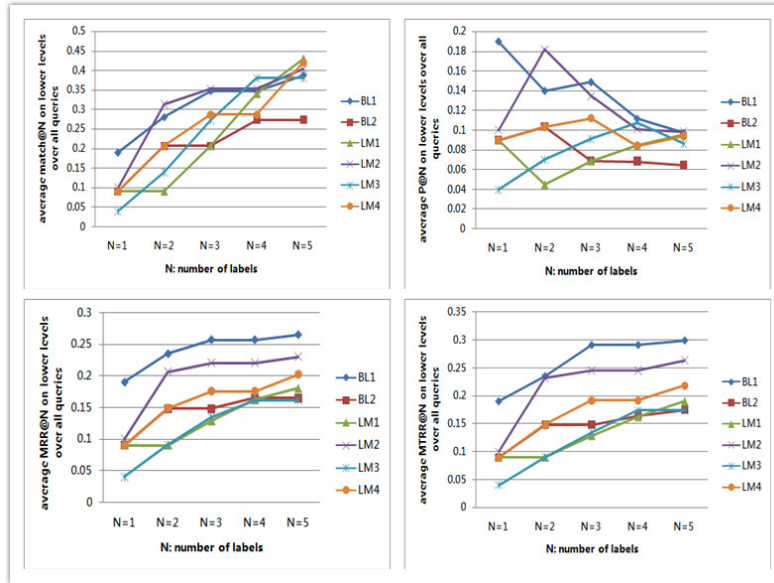 average match@N on lower levels
over all queries
0.5
0.45
0.4
0.35
0.3
0.25
0.2
0.15
0.1
0.05
0
N=1 N=2 N=3 N=4 N=5
N: number of labels
BL1
BL2
LM1
LM2
LM3
LM4
average P@N on lower levels over all
queries
0.2
0.18
0.16
0.14
0.12
0.1
0.08
0.06
0.04
0.02
0
N=1 N=2 N=3 N=4 N=5
N: number of labels
BL1
BL2
LM1
LM2
LM3
LM4
average MRR@N on lower levels
over all queries
0.3
0.25
0.2
0.15
0.1
0.05
0
N=1 N=2 N=3 N=4 N=5
N: number of labels
BL1
BL2
LM1
LM2
LM3
LM4
average MTRR@N on lower levels
over all queries
0.35
0.3
0.25
0.2
0.15
0.1
0.05
0
N=1 N=2 N=3 N=4 N=5
N: number of labels
BL1
BL2
LM1
LM2
LM3
LM4